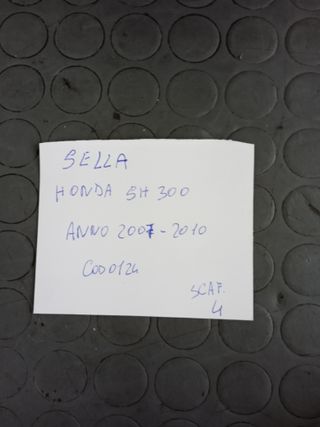 SELLA
HONDA SH 300
ANNO 2007-2010
C000124
SCAF.
4